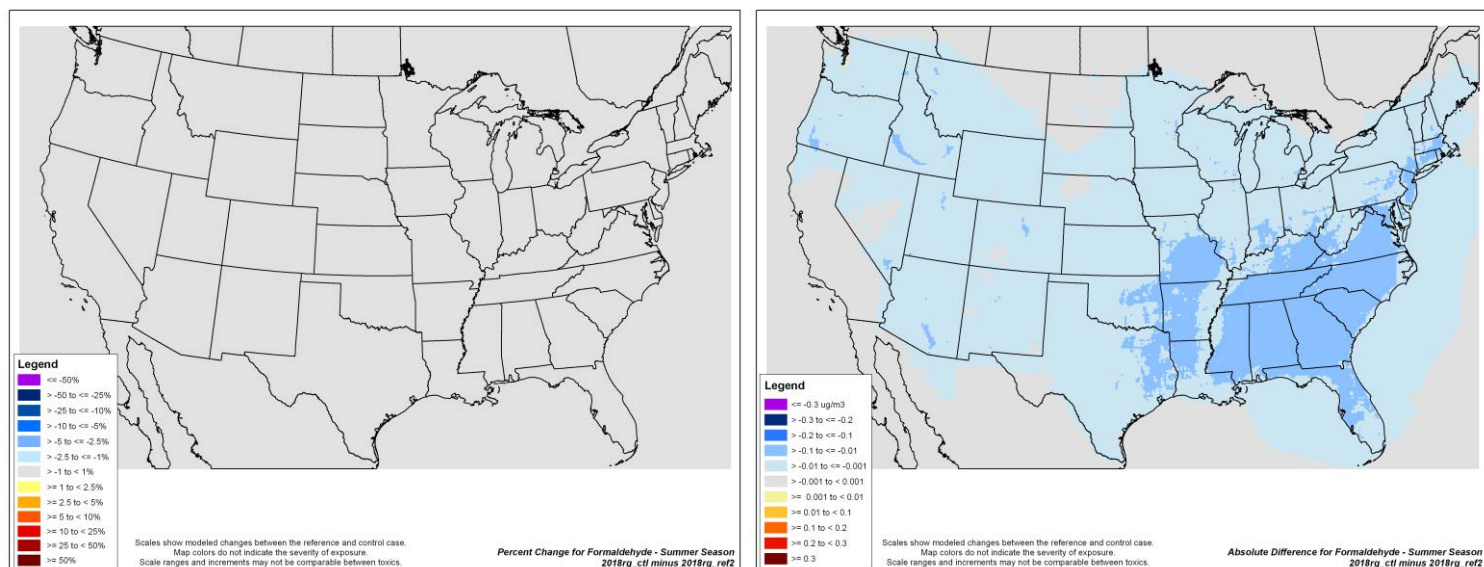 Legend
<= -50%
> -50 to <= -25%
> -25 to <= -10%
> -10 to <= -5%
> -5 to <= -2.5%
> -2.5 to <= -1%
> -1 to < 1%
>= 1 to < 2.5%
>= 2.5 to < 5%
>= 5 to < 10%
>= 10 to < 25%
>= 25 to < 50%
>= 50%
Scales show modeled changes between the reference and control case.
Map colors do not indicate the severity of exposure.
Scale ranges and increments may not be comparable between toxics.
Percent Change for Formaldehyde - Summer Season
2018rg_ctl minus 2018rg_ref2
Legend
<= -0.3 ug/m3
> -0.3 to <= -0.2
> -0.2 to <= -0.1
> -0.1 to <= -0.01
> -0.01 to <= -0.001
> -0.001 to < 0.001
>= 0.001 to < 0.01
>= 0.01 to < 0.1
>= 0.1 to < 0.2
>= 0.2 to < 0.3
>= 0.3
Scales show modeled changes between the reference and control case.
Map colors do not indicate the severity of exposure.
Scale ranges and increments may not be comparable between toxics.
Absolute Difference for Formaldehyde - Summer Season
2018rg_ctl minus 2018rg_ref2